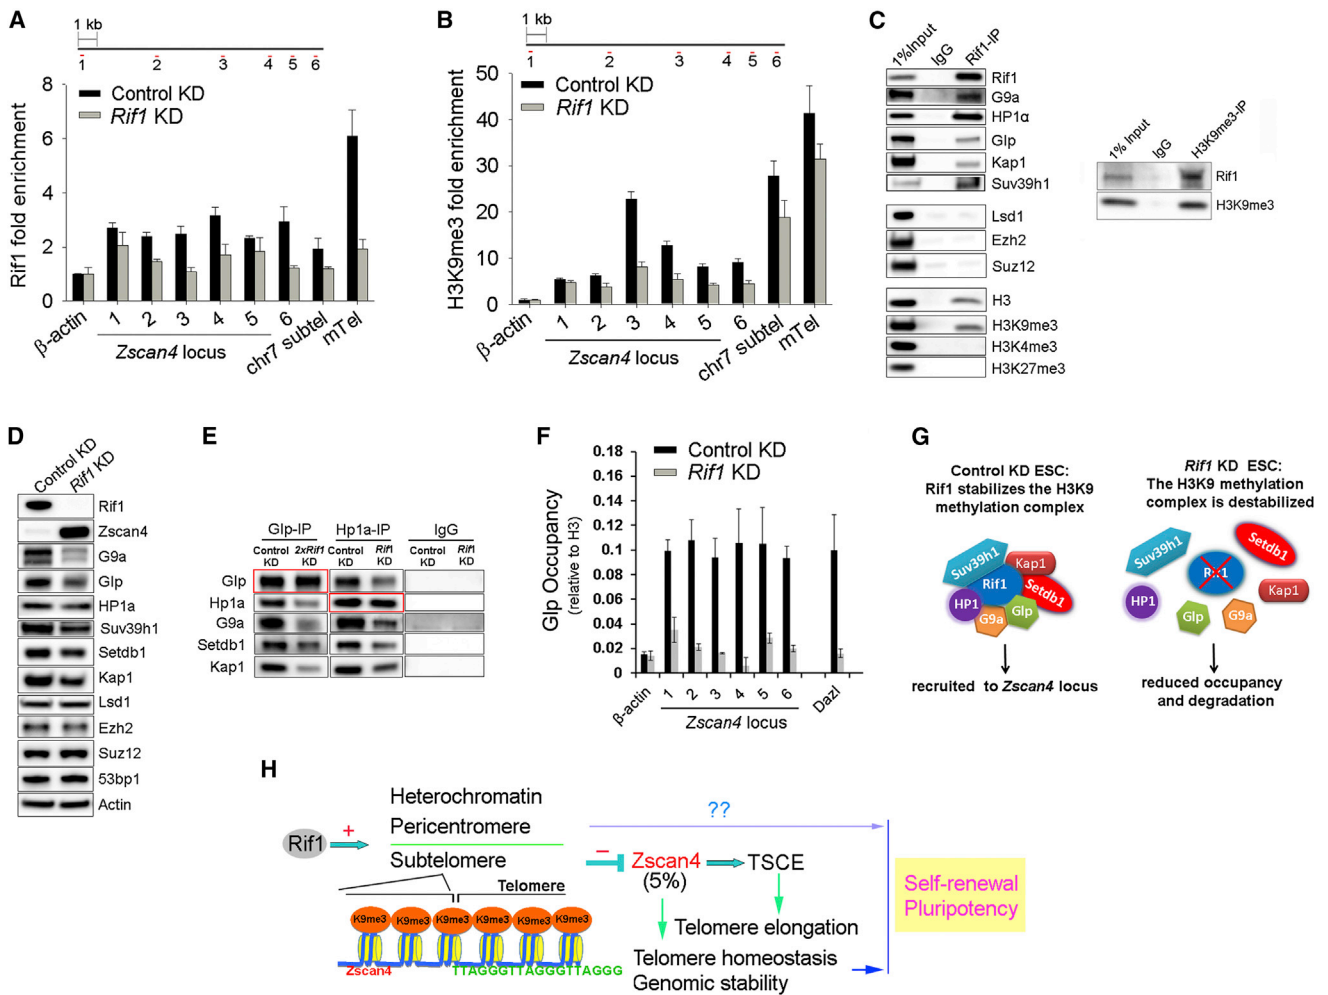 A
1 kb
1 2 3 4 5 6
Control KD
Rif1 KD
Rif1 fold enrichment
8
6
4
2
0
β-actin 1 2 3 4 5 6 chr7 subtel mTel
Zscan4 locus
B
1 kb
1 2 3 4 5 6
Control KD
Rif1 KD
H3K9me3 fold enrichment
50
40
30
20
10
0
β-actin 1 2 3 4 5 6 chr7 subtel mTel
Zscan4 locus
C
1%Input IgG Rif1-IP
Rif1
G9a
HP1α
Glp
Kap1
Suv39h1
Lsd1
Ezh2
Suz12
H3
H3K9me3
H3K4me3
H3K27me3
1% Input IgG H3K9me3-IP
Rif1
H3K9me3
D
Control KD Rif1 KD
Rif1
Zscan4
G9a
Glp
HP1a
Suv39h1
Setdb1
Kap1
Lsd1
Ezh2
Suz12
53bp1
Actin
E
Glp-IP Hp1a-IP IgG
Control KD 2xRif1 KD Control KD Rif1 KD Control KD Rif1 KD
Glp
Hp1a
G9a
Setdb1
Kap1
F
Control KD
Rif1 KD
Glp Occupancy
(relative to H3)
0.18
0.16
0.14
0.12
0.1
0.08
0.06
0.04
0.02
0
β-actin 1 2 3 4 5 6 Dazl
Zscan4 locus
G
Control KD ESC:
Rif1 stabilizes the H3K9
methylation complex
Suv39h1
Kap1
Rif1
Setdb1
HP1
G9a
Glp
recruited to Zscan4 locus
Rif1 KD ESC:
The H3K9 methylation
complex is destabilized
Suv39h1
Setdb1
Rif1
Kap1
HP1
Glp
G9a
reduced occupancy
and degradation
H
Rif1
+
Heterochromatin
Pericentromere
Subtelomere
Telomere
K9me3 K9me3 K9me3 K9me3 K9me3 K9me3
Zscan4
TTAGGGTTAGGGTTAGGG
??
−
Zscan4
(5%)
TSCE
Telomere elongation
Telomere homeostasis
Genomic stability
Self-renewal
Pluripotency